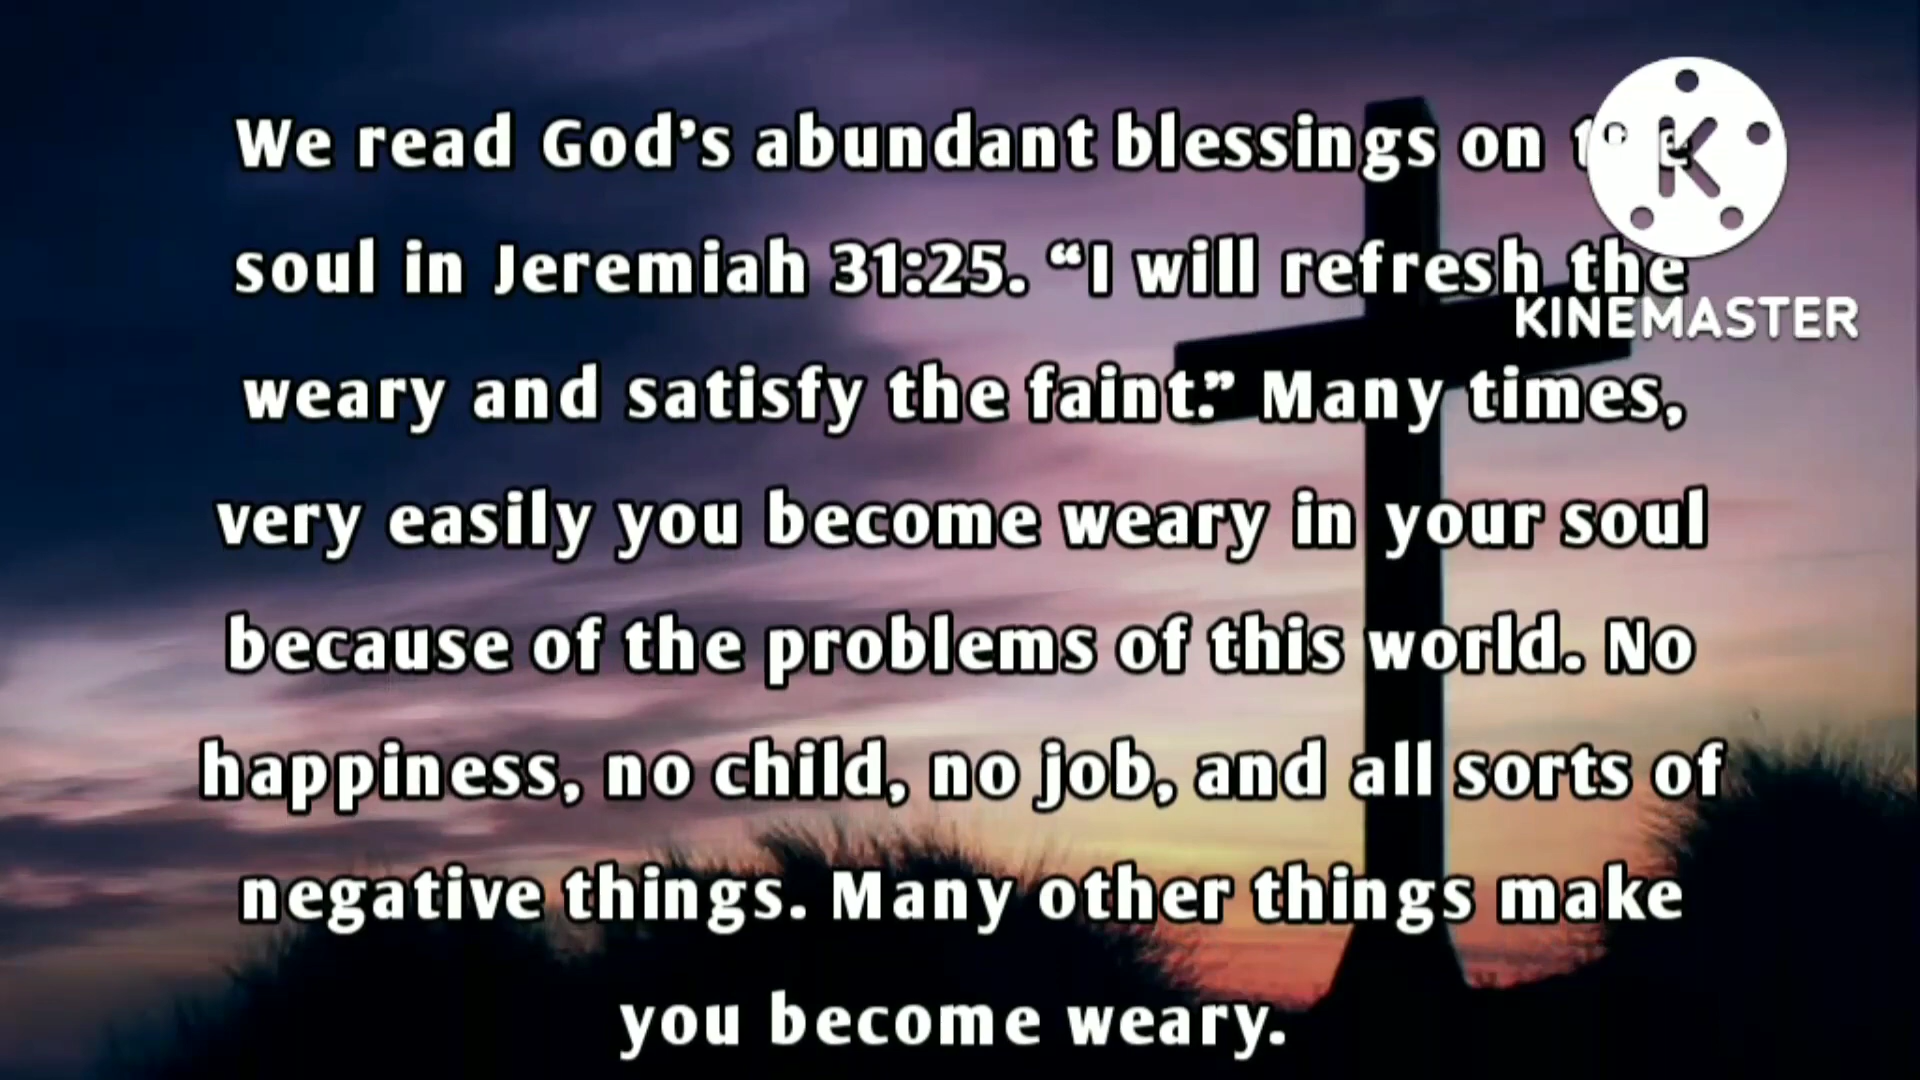 We read God's abundant blessings on the
soul in Jeremiah 31:25. “I will refresh the
weary and satisfy the faint.” Many times,
very easily you become weary in your soul
because of the problems of this world. No
happiness, no child, no job, and all sorts of
negative things. Many other things make
you become weary.
K
KINEMASTER